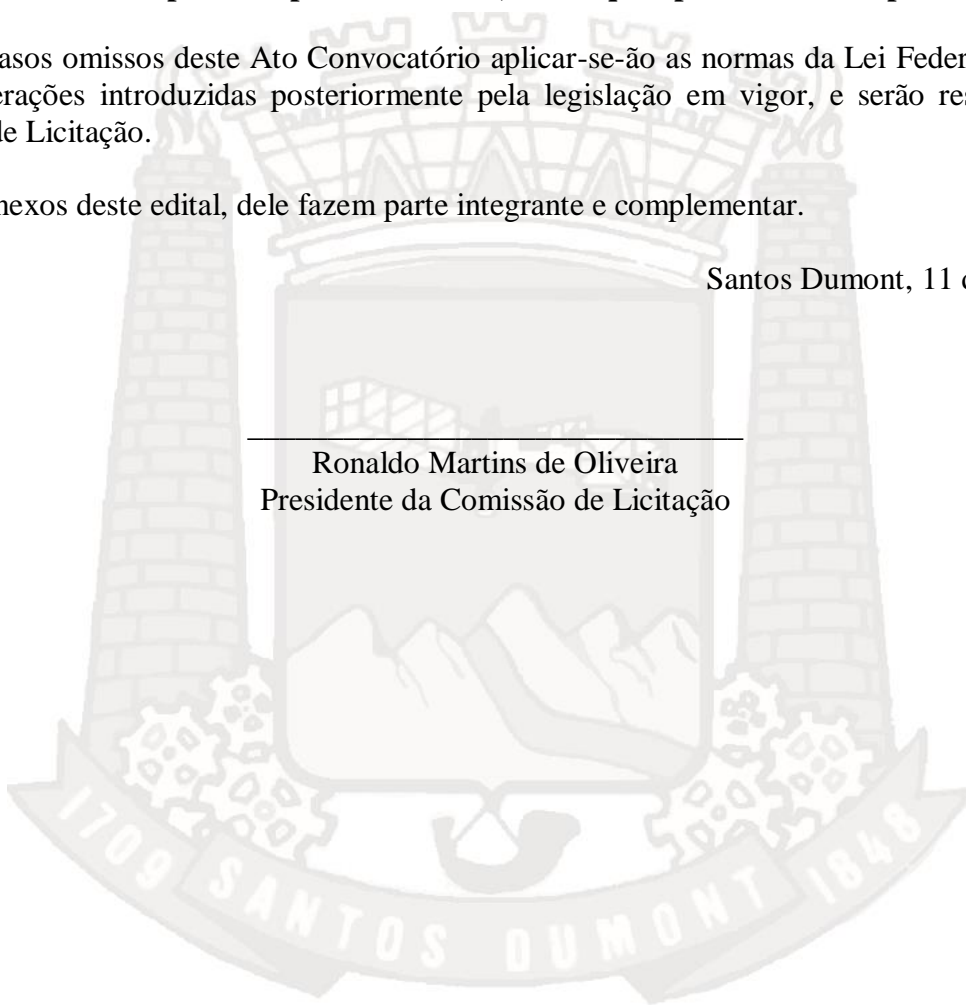 asos omissos deste Ato Convocatório aplicar-se-ão as normas da Lei Feder
erações introduzidas posteriormente pela legislação em vigor, e serão res
de Licitação.
nexos deste edital, dele fazem parte integrante e complementar.
Santos Dumont, 11
Ronaldo Martins de Oliveira
Presidente da Comissão de Licitação
1709 SANTOS DUMONT 1848